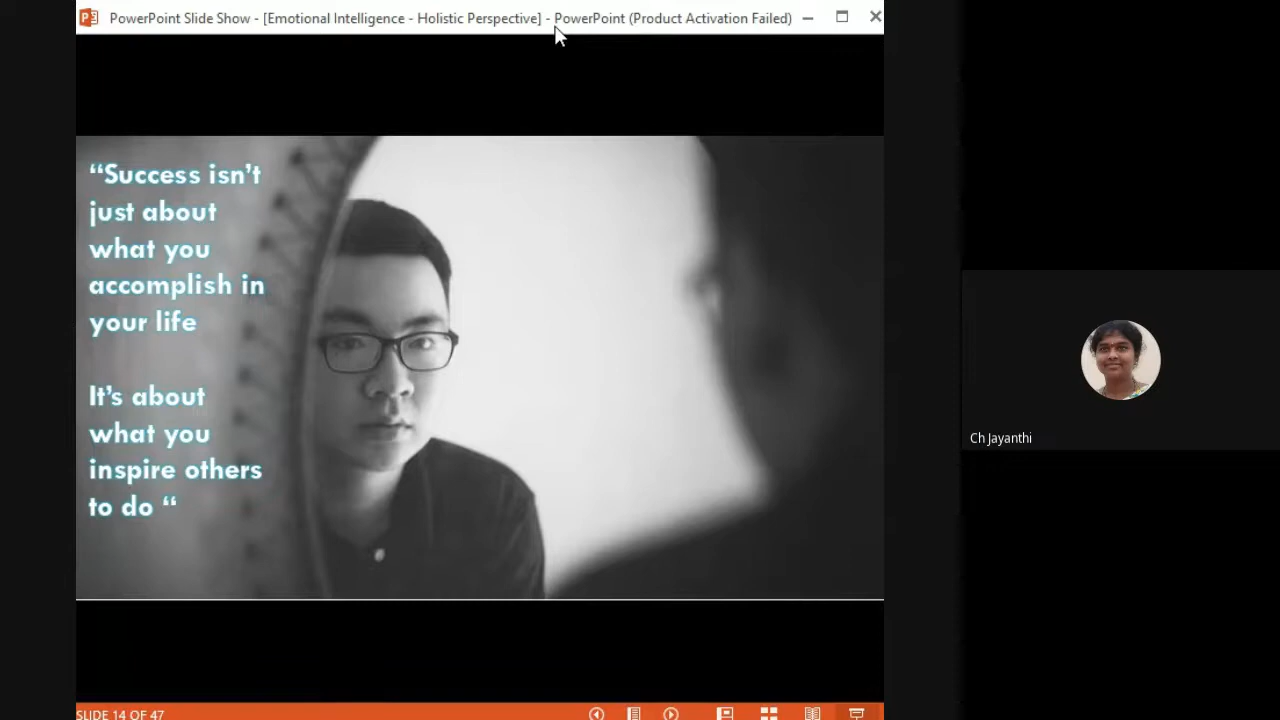 PowerPoint Slide Show - [Emotional Intelligence - Holistic Perspective] - PowerPoint (Product Activation Failed)
“Success isn’t
just about
what you
accomplish in
your life
It’s about
what you
inspire others
to do “
Ch Jayanthi
SLIDE 14 OF 47